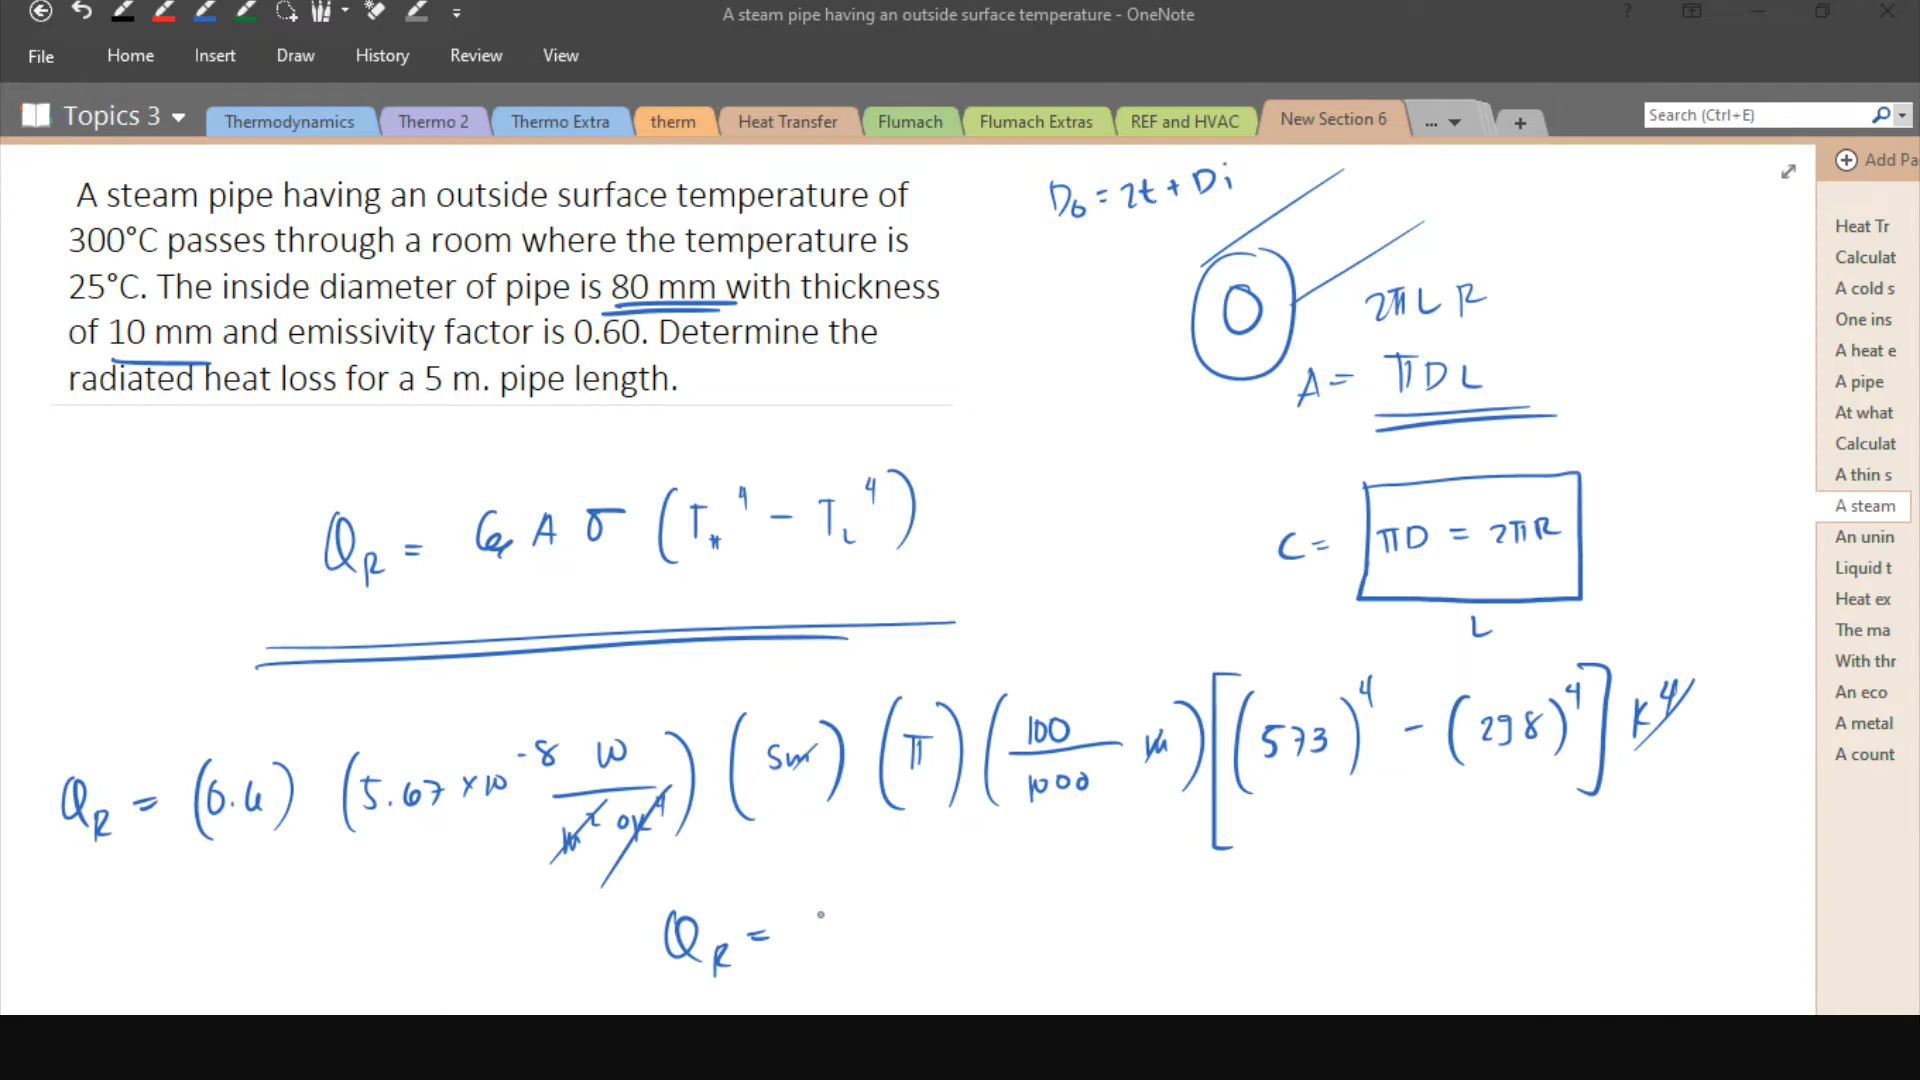 A steam pipe having an outside surface temperature - OneNote
File Home Insert Draw History Review View
Topics 3 Thermodynamics Thermo 2 Thermo Extra therm Heat Transfer Flumach Flumach Extras REF and HVAC New Section 6 ... Search (Ctrl+E)
Add Pa
A steam pipe having an outside surface temperature of
300°C passes through a room where the temperature is
25°C. The inside diameter of pipe is 80 mm with thickness
of 10 mm and emissivity factor is 0.60. Determine the
radiated heat loss for a 5 m. pipe length.
Do = 2t + Di
2πLR
A = πDL
C = πD = 2πR
L
QR = A σ (TH⁴ - TL⁴)
QR = (0.6) (5.67 x 10⁻⁸ W/m²·K⁴) (5m) (π) (100/1000 m) [(573)⁴ - (298)⁴] K⁴
QR =
Heat Tr
Calculat
A cold s
One ins
A heat e
A pipe
At what
Calculat
A thin s
A steam
An unin
Liquid t
Heat ex
The ma
With thr
An eco
A metal
A count